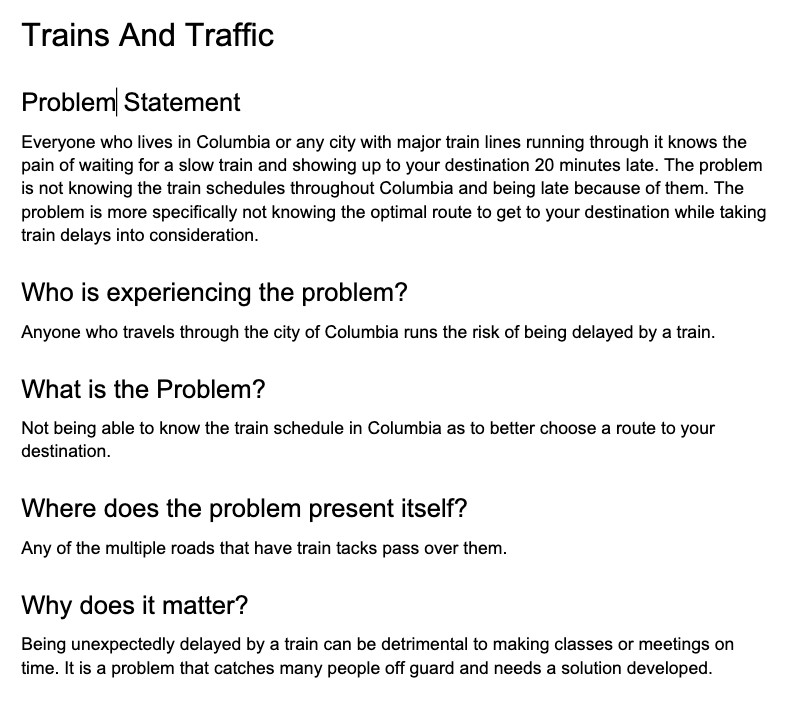 Trains And Traffic
Problem Statement
Everyone who lives in Columbia or any city with major train lines running through it knows the
pain of waiting for a slow train and showing up to your destination 20 minutes late. The problem
is not knowing the train schedules throughout Columbia and being late because of them. The
problem is more specifically not knowing the optimal route to get to your destination while taking
train delays into consideration.
Who is experiencing the problem?
Anyone who travels through the city of Columbia runs the risk of being delayed by a train.
What is the Problem?
Not being able to know the train schedule in Columbia as to better choose a route to your
destination.
Where does the problem present itself?
Any of the multiple roads that have train tacks pass over them.
Why does it matter?
Being unexpectedly delayed by a train can be detrimental to making classes or meetings on
time. It is a problem that catches many people off guard and needs a solution developed.